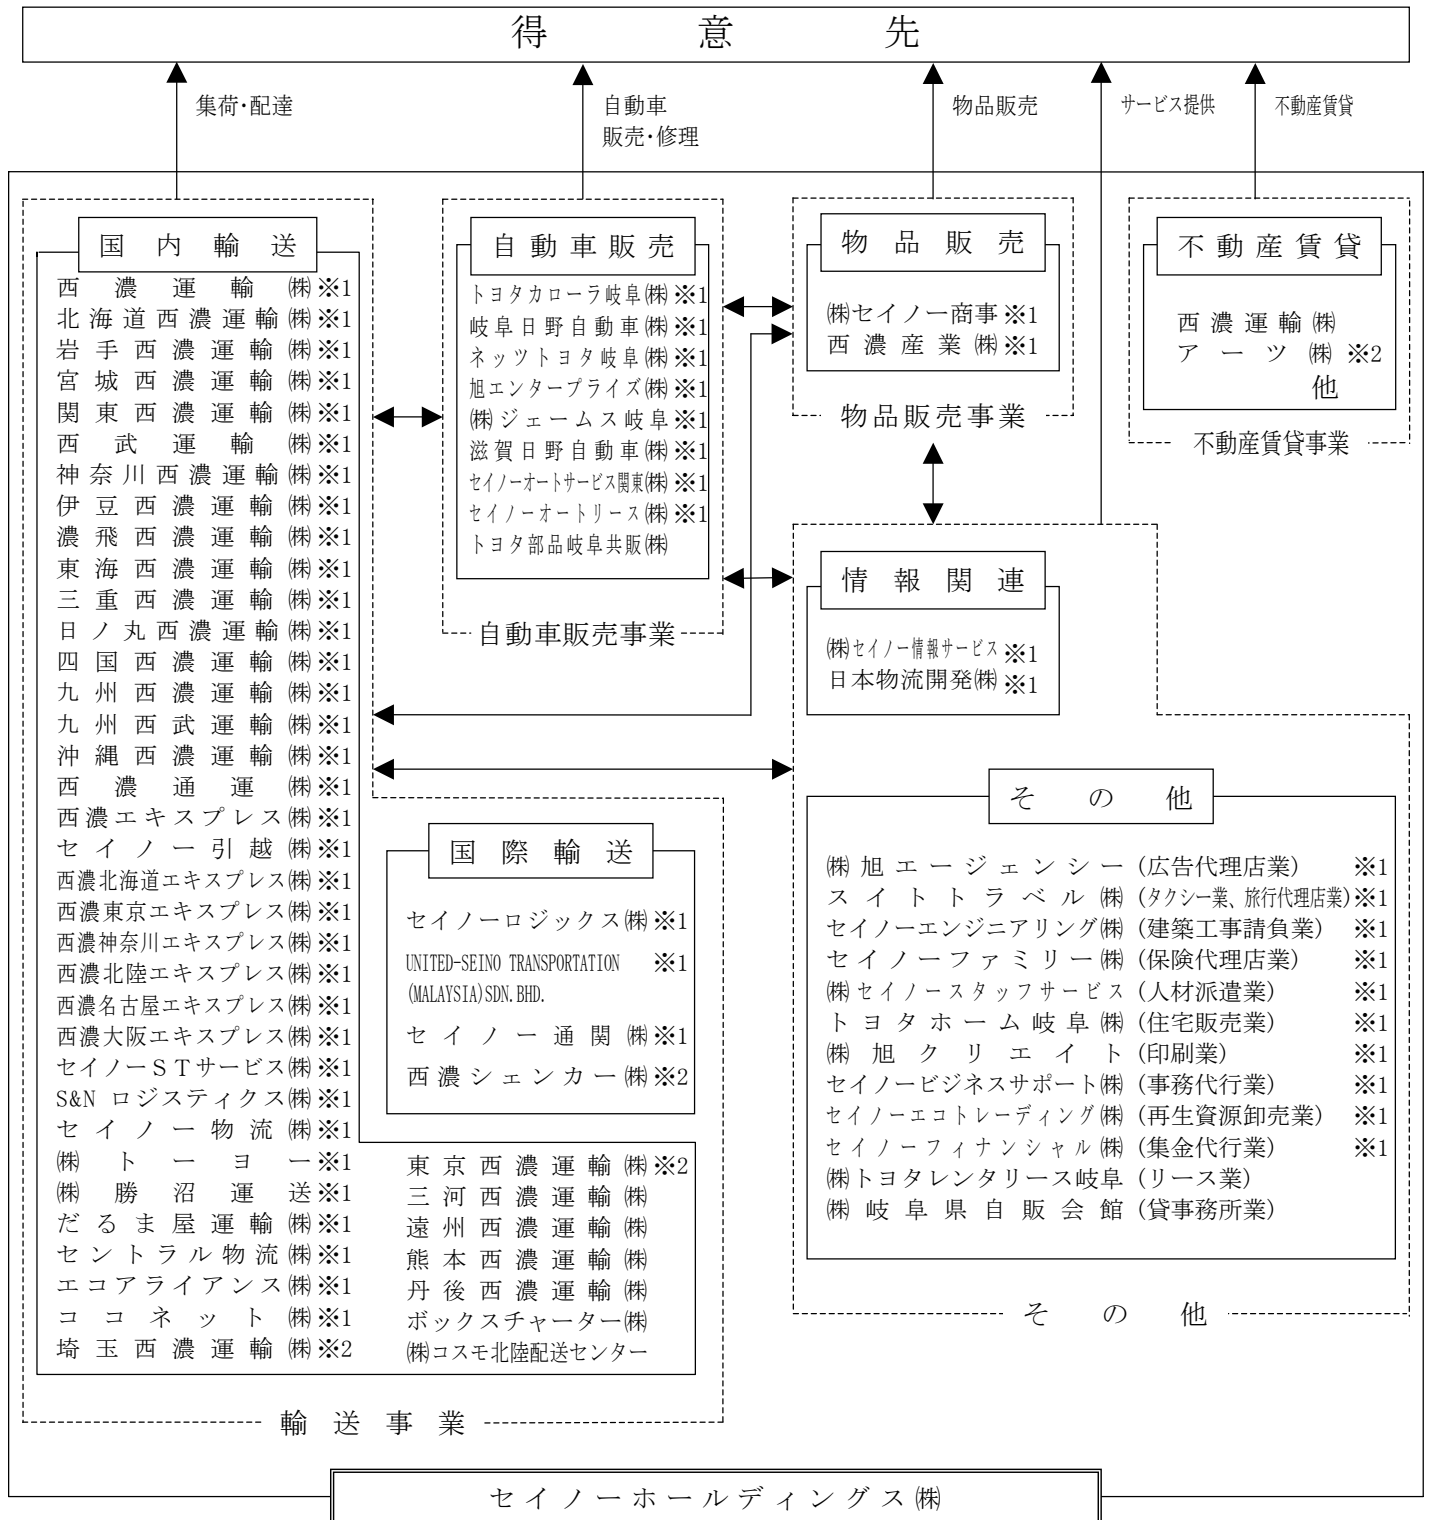 得意先
集荷・配達
自動車
販売・修理
物品販売
サービス提供
不動産賃貸
国内輸送
西濃運輸㈱※1
北海道西濃運輸㈱※1
岩手西濃運輸㈱※1
宮城西濃運輸㈱※1
関東西濃運輸㈱※1
西武運輸㈱※1
神奈川西濃運輸㈱※1
伊豆西濃運輸㈱※1
濃飛西濃運輸㈱※1
東海西濃運輸㈱※1
三重西濃運輸㈱※1
日ノ丸西濃運輸㈱※1
四国西濃運輸㈱※1
九州西濃運輸㈱※1
九州西武運輸㈱※1
沖縄西濃運輸㈱※1
西濃通運㈱※1
西濃エキスプレス㈱※1
セイノー引越㈱※1
西濃北海道エキスプレス㈱※1
西濃東京エキスプレス㈱※1
西濃神奈川エキスプレス㈱※1
西濃北陸エキスプレス㈱※1
西濃名古屋エキスプレス㈱※1
西濃大阪エキスプレス㈱※1
セイノーSTサービス㈱※1
S&N ロジスティクス㈱※1
セイノー物流㈱※1
㈱トーヨー※1
㈱勝沼運送※1
だるま屋運輸㈱※1
セントラル物流㈱※1
エコアライアンス㈱※1
ココネット㈱※1
埼玉西濃運輸㈱※2
東京西濃運輸㈱※2
三河西濃運輸㈱
遠州西濃運輸㈱
熊本西濃運輸㈱
丹後西濃運輸㈱
ボックスチャーター㈱
㈱コスモ北陸配送センター
国際輸送
セイノーロジックス㈱※1
UNITED-SEINO TRANSPORTATION ※1
(MALAYSIA)SDN.BHD.
セイノー通関㈱※1
西濃シェンカー㈱※2
輸送事業
自動車販売
トヨタカローラ岐阜㈱※1
岐阜日野自動車㈱※1
ネッツトヨタ岐阜㈱※1
旭エンタープライズ㈱※1
㈱ジェームス岐阜※1
滋賀日野自動車㈱※1
セイノーオートサービス関東㈱※1
セイノーオートリース㈱※1
トヨタ部品岐阜共販㈱
自動車販売事業
物品販売
㈱セイノー商事※1
西濃産業㈱※1
物品販売事業
不動産賃貸
西濃運輸㈱
アーツ㈱※2
他
不動産賃貸事業
情報関連
㈱セイノー情報サービス※1
日本物流開発㈱※1
その他
㈱旭エージェンシー(広告代理店業) ※1
スイトトラベル㈱(タクシー業、旅行代理店業)※1
セイノーエンジニアリング㈱(建築工事請負業) ※1
セイノーファミリー㈱(保険代理店業) ※1
㈱セイノースタッフサービス(人材派遣業) ※1
トヨタホーム岐阜㈱(住宅販売業) ※1
㈱旭クリエイト(印刷業) ※1
セイノービジネスサポート㈱(事務代行業) ※1
セイノーエコトレーディング㈱(再生資源卸売業) ※1
セイノーフィナンシャル㈱(集金代行業) ※1
㈱トヨタレンタリース岐阜(リース業)
㈱岐阜県自販会館(貸事務所業)
その他
セイノーホールディングス㈱